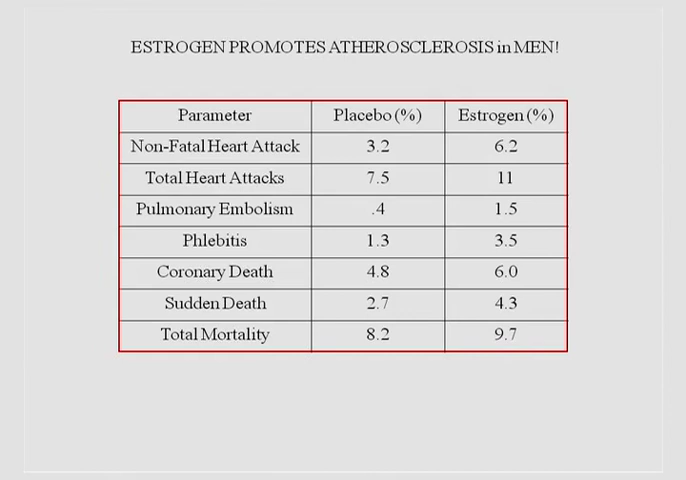 ESTROGEN PROMOTES ATHEROSCLEROSIS in MEN!
Parameter Placebo (%) Estrogen (%)
Non-Fatal Heart Attack 3.2 6.2
Total Heart Attacks 7.5 11
Pulmonary Embolism .4 1.5
Phlebitis 1.3 3.5
Coronary Death 4.8 6.0
Sudden Death 2.7 4.3
Total Mortality 8.2 9.7